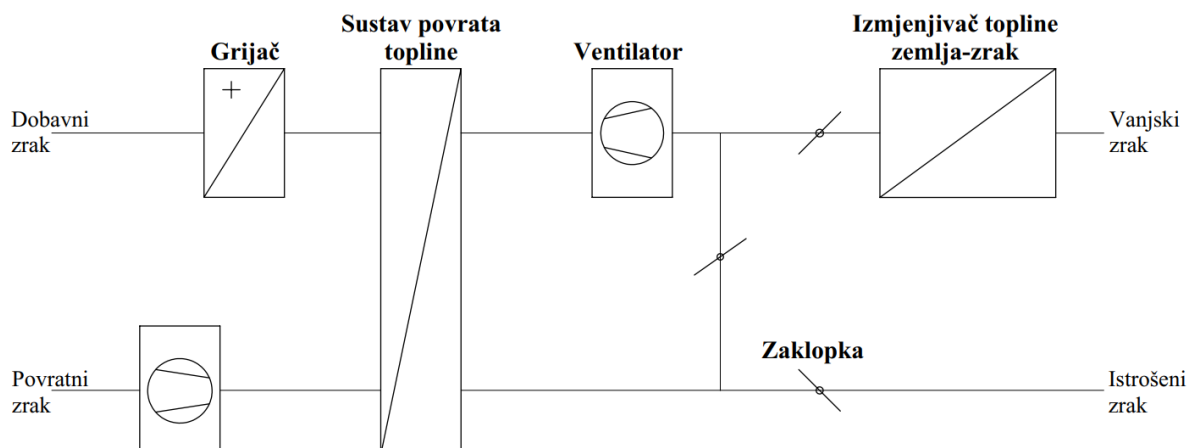 Grijač
Sustav povrata
topline
Ventilator
Izmjenjivač topline
zemlja-zrak
Dobavni
zrak
Vanjski
zrak
Zaklopka
Povratni
zrak
Istrošeni
zrak